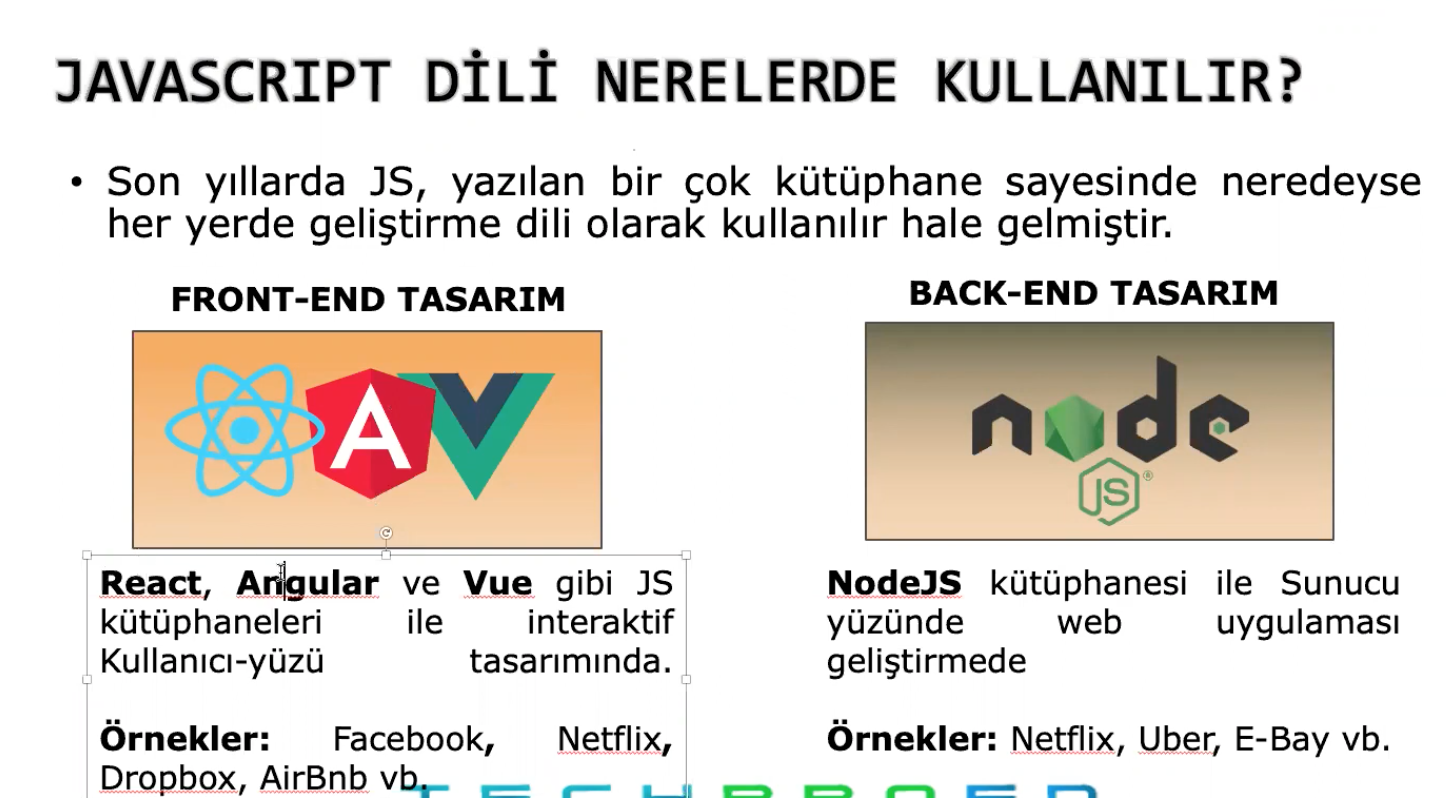 JAVASCRIPT DİLİ NERELERDE KULLANILIR?
• Son yıllarda JS, yazılan bir çok kütüphane sayesinde neredeyse
her yerde geliştirme dili olarak kullanılır hale gelmiştir.
FRONT-END TASARIM
A
React, Angular ve Vue gibi JS
kütüphaneleri ile interaktif
Kullanıcı-yüzü tasarımında.
Örnekler: Facebook, Netflix,
Dropbox, AirBnb vb.
BACK-END TASARIM
node
JS®
NodeJS kütüphanesi ile Sunucu
yüzünde web uygulaması
geliştirmede
Örnekler: Netflix, Uber, E-Bay vb.